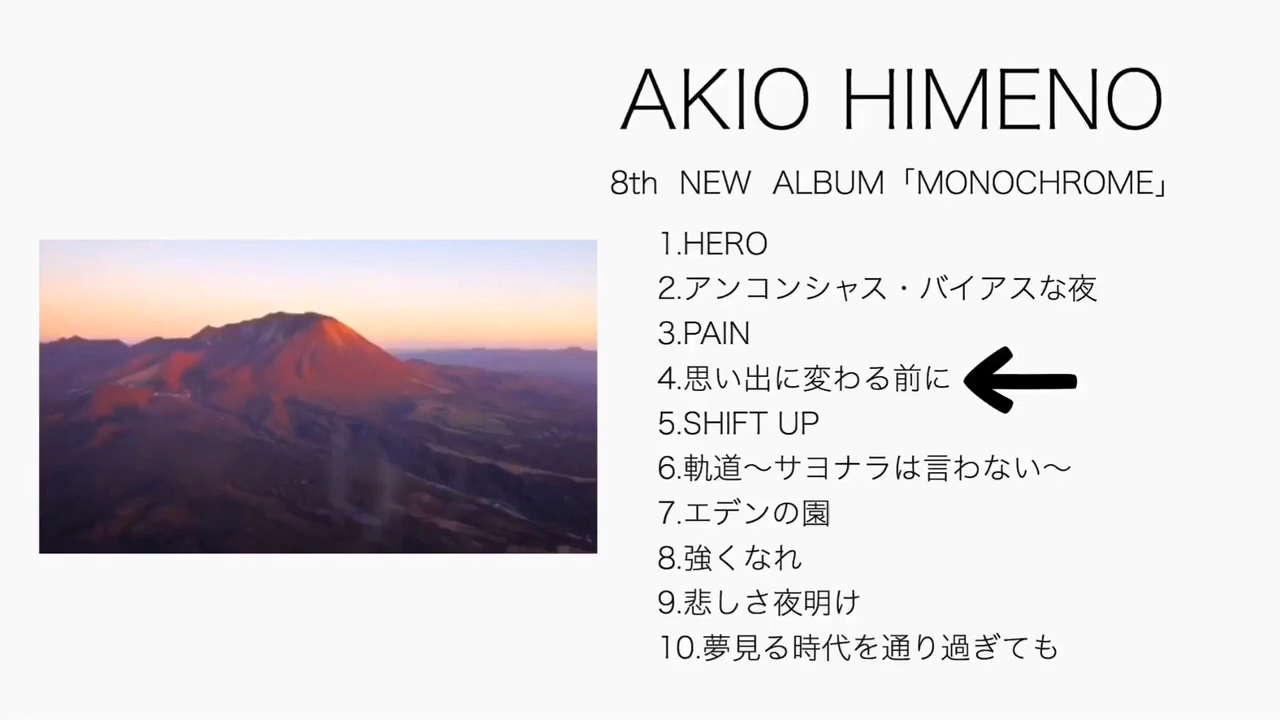 AKIO HIMENO
8th NEW ALBUM「MONOCHROME」
1.HERO
2.アンコンシャス・バイアスな夜
3.PAIN
4.思い出に変わる前に
5.SHIFT UP
6.軌道〜サヨナラは言わない〜
7.エデンの園
8.強くなれ
9.悲しさ夜明け
10.夢見る時代を通り過ぎても